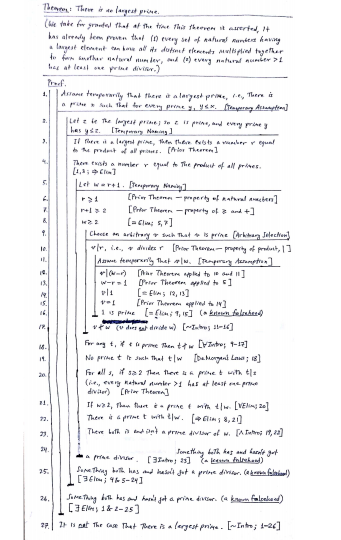 Theorem: There is no largest prime.
(We take for granted that at the time this theorem is asserted, it
has already been proven that (1) every set of natural numbers having
a largest element can have all its distinct elements multiplied together
to form another natural number, and (2) every natural number >1
has at least one prime divisor.)
Proof.
1. Assume temporarily that there is a largest prime, i.e., there is
a prime x such that for every prime y, y≤x. [Temporary Assumption]
2. Let z be the largest prime; so z is prime, and every prime y
has y≤z. [Temporary Naming]
3. If there is a largest prime, then there exists a number r equal
to the product of all primes. [Prior Theorem]
4. There exists a number r equal to the product of all primes.
[1,3; ⇒Elim]
5. Let w=r+1. [Temporary Naming]
6. r≥1 [Prior Theorem - property of natural numbers]
7. r+1≥2 [Prior Theorem - property of ≥ and +]
8. w≥2 [=Elim; 5,7]
9. Choose an arbitrary v such that v is prime [Arbitrary Selection]
10. v|r, i.e., v divides r [Prior Theorem - property of product, ]
11. Assume temporarily that v|w. [Temporary Assumption]
12. v|(w-r) [Prior Theorem applied to 10 and 11]
13. w-r=1 [Prior Theorem applied to 5]
14. v|1 [=Elim; 12,13]
15. v=1 [Prior Theorem applied to 14]
16. 1 is prime [=Elim; 9,15] (a known falsehood)
17. v∤w (v does not divide w) [~Intro; 11-16]
18. For any t, if t is prime then t∤w [∀Intro; 9-17]
19. No prime t is such that t|w [DeMorgan Laws; 18]
20. For all s, if s≥2 then there is a prime t with t|s
(i.e., every natural number >1 has at least one prime
divisor) [Prior Theorem]
21. If w≥2, then there is a prime t with t|w. [∀Elim; 20]
22. There is a prime t with t|w. [⇒Elim; 8,21]
23. There both is and isn't a prime divisor of w. [∧Intro; 19,22]
24. Something both has and hasn't got
a prime divisor. [∃Intro; 23] (a known falsehood)
25. Something both has and hasn't got a prime divisor. (a known falsehood)
[∃Elim; 4 & 5-24]
26. Something both has and hasn't got a prime divisor. (a known falsehood)
[∃Elim; 1 & 2-25]
27. It is not the case that there is a largest prime. [~Intro; 1-26]